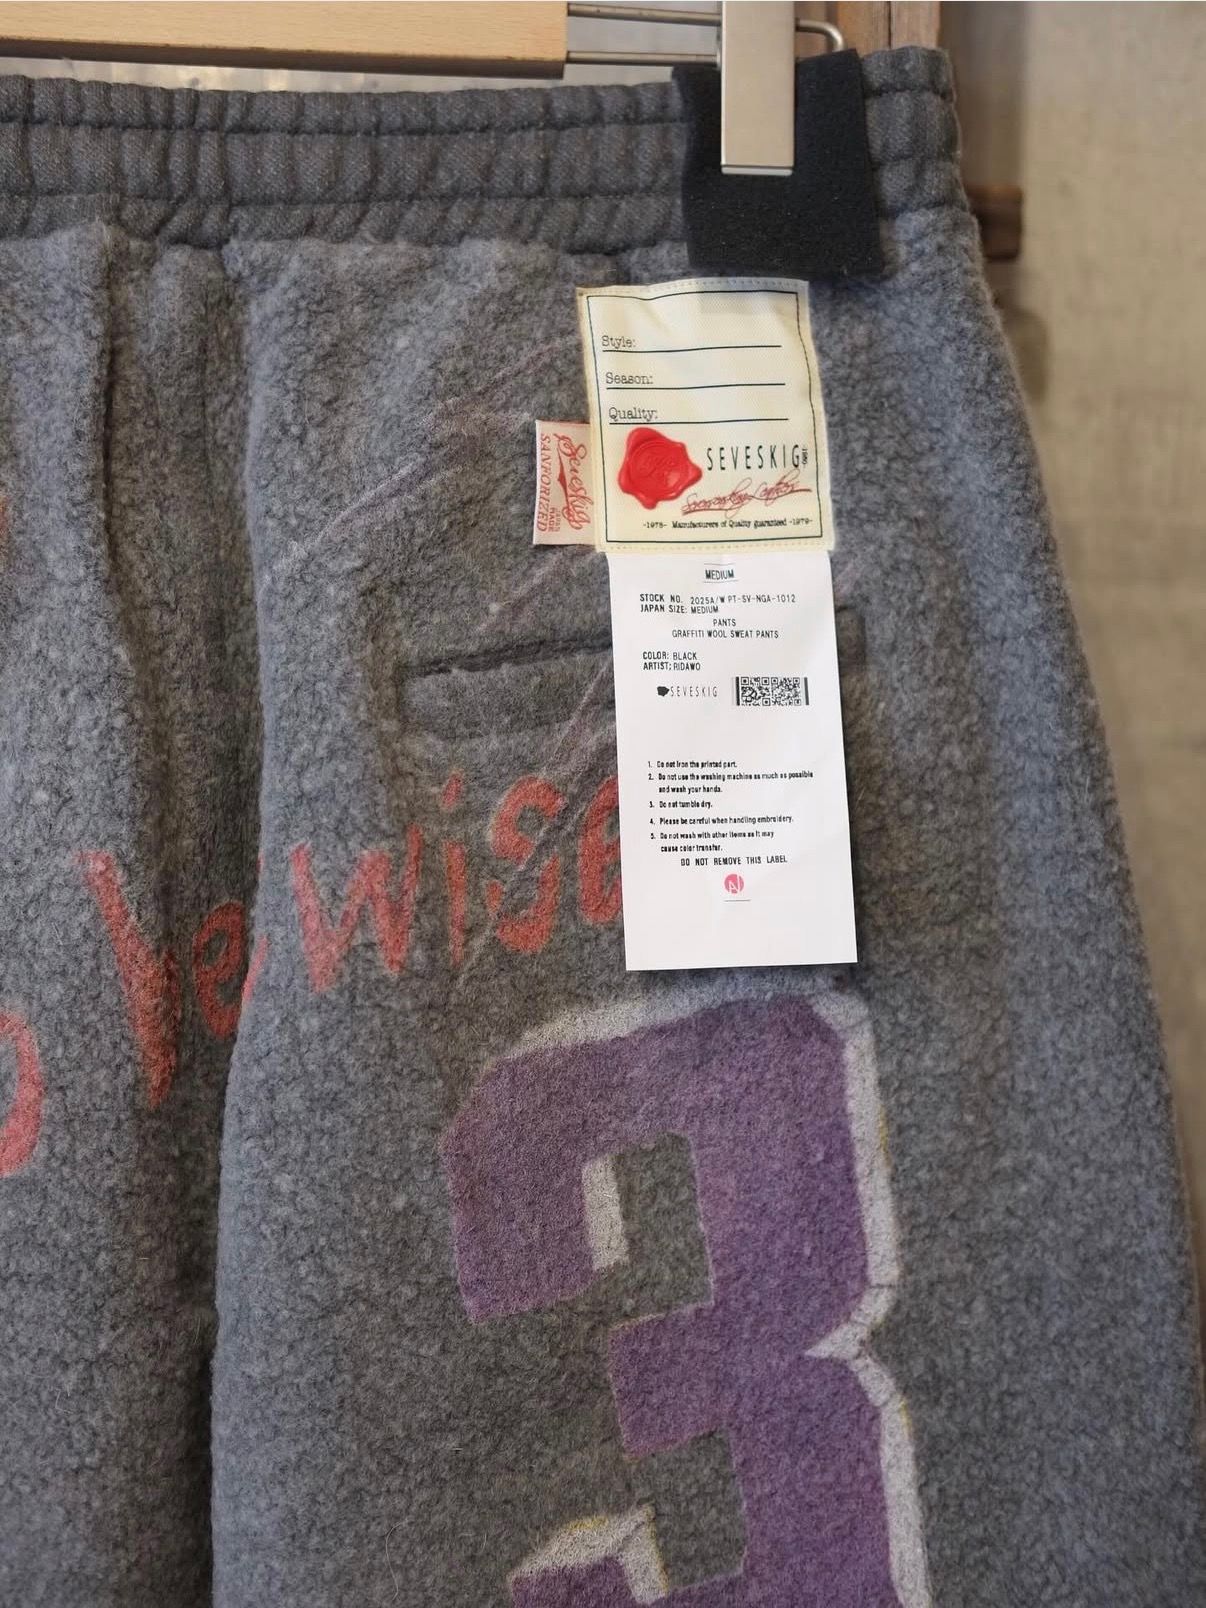 Style:
Season:
Quality:
SEVESKIG
-1978- Manufacturers of Quality guaranteed -1979-
Seveskig
SANFORIZED
MEDIUM
STOCK NO. 2025A/W PT-SV-NGA-1012
JAPAN SIZE: MEDIUM
PANTS
GRAFFITI WOOL SWEAT PANTS
COLOR: BLACK
ARTIST; RIDAWO
SEVESKIG
1. Do not iron the printed part.
2. Do not use the washing machine as much as possible
and wash your hands.
3. Do not tumble dry.
4. Please be careful when handling embroidery.
5. Do not wash with other items as it may
cause color transfer.
DO NOT REMOVE THIS LABEL
AI
3